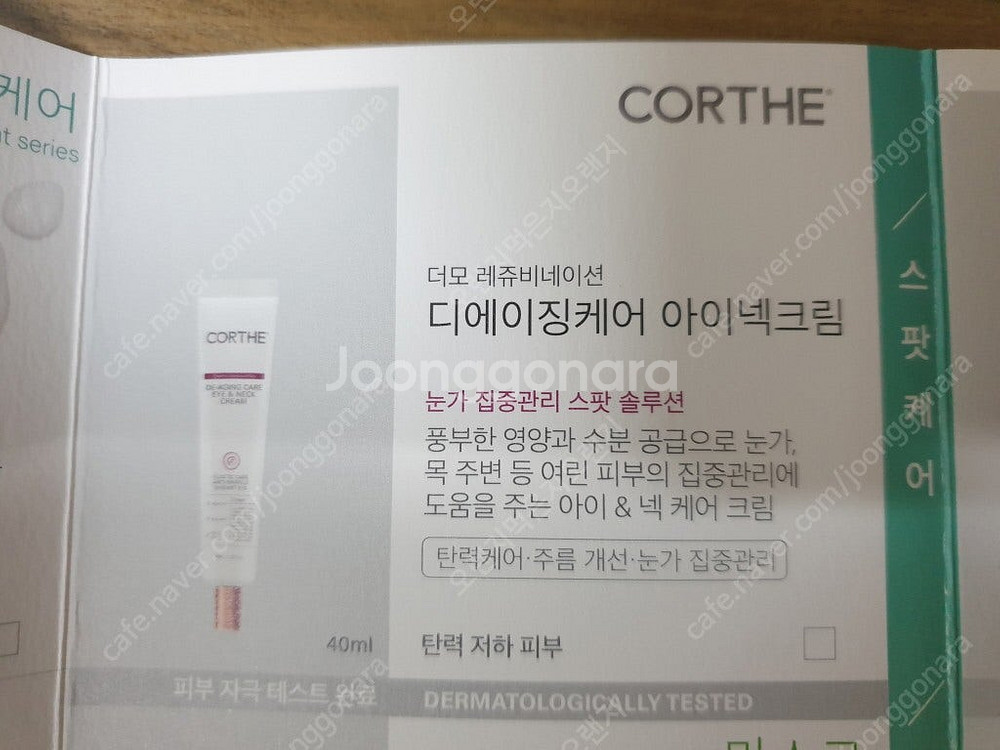 케어
nt series
CORTHE
더모 레쥬비네이션
디에이징케어 아이넥크림
눈가 집중관리 스팟 솔루션
풍부한 영양과 수분 공급으로 눈가,
목 주변 등 여린 피부의 집중관리에
도움을 주는 아이 & 넥 케어 크림
탄력케어·주름 개선·눈가 집중관리
탄력 저하 피부
CORTHE
DE-AGING CARE
EYE & NECK
CREAM
40ml
피부 자극 테스트 완료
DERMATOLOGICALLY TESTED
스팟케어
Joonggonara
cafe.naver.com/joonggonara